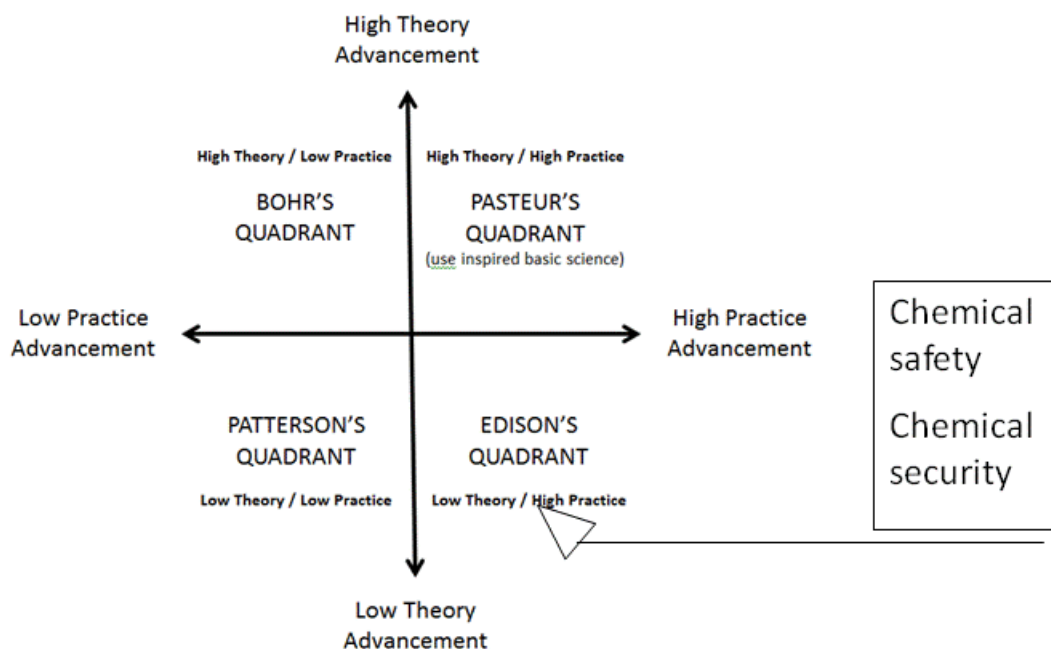 High Theory
Advancement
High Theory / Low Practice
High Theory / High Practice
BOHR'S
QUADRANT
PASTEUR'S
QUADRANT
(use inspired basic science)
Low Practice
Advancement
High Practice
Advancement
Chemical
safety
Chemical
security
PATTERSON'S
QUADRANT
EDISON'S
QUADRANT
Low Theory / Low Practice
Low Theory / High Practice
Low Theory
Advancement